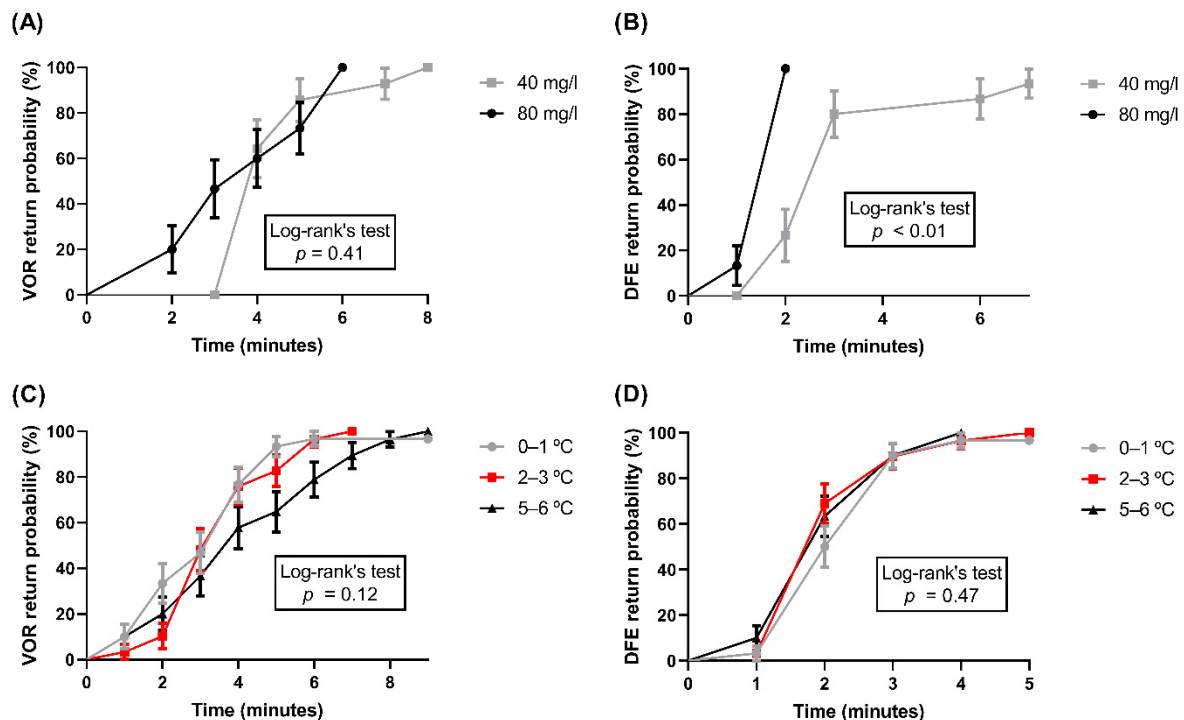 (A)
VOR return probability (%)
100
80
60
40
20
0
0 2 4 6 8
Time (minutes)
40 mg/l
80 mg/l
Log-rank's test
p = 0.41
(B)
DFE return probability (%)
100
80
60
40
20
0
0 2 4 6
Time (minutes)
40 mg/l
80 mg/l
Log-rank's test
p < 0.01
(C)
VOR return probability (%)
100
80
60
40
20
0
0 2 4 6 8
Time (minutes)
0–1 ºC
2–3 ºC
5–6 ºC
Log-rank's test
p = 0.12
(D)
DFE return probability (%)
100
80
60
40
20
0
0 1 2 3 4 5
Time (minutes)
0–1 ºC
2–3 ºC
5–6 ºC
Log-rank's test
p = 0.47